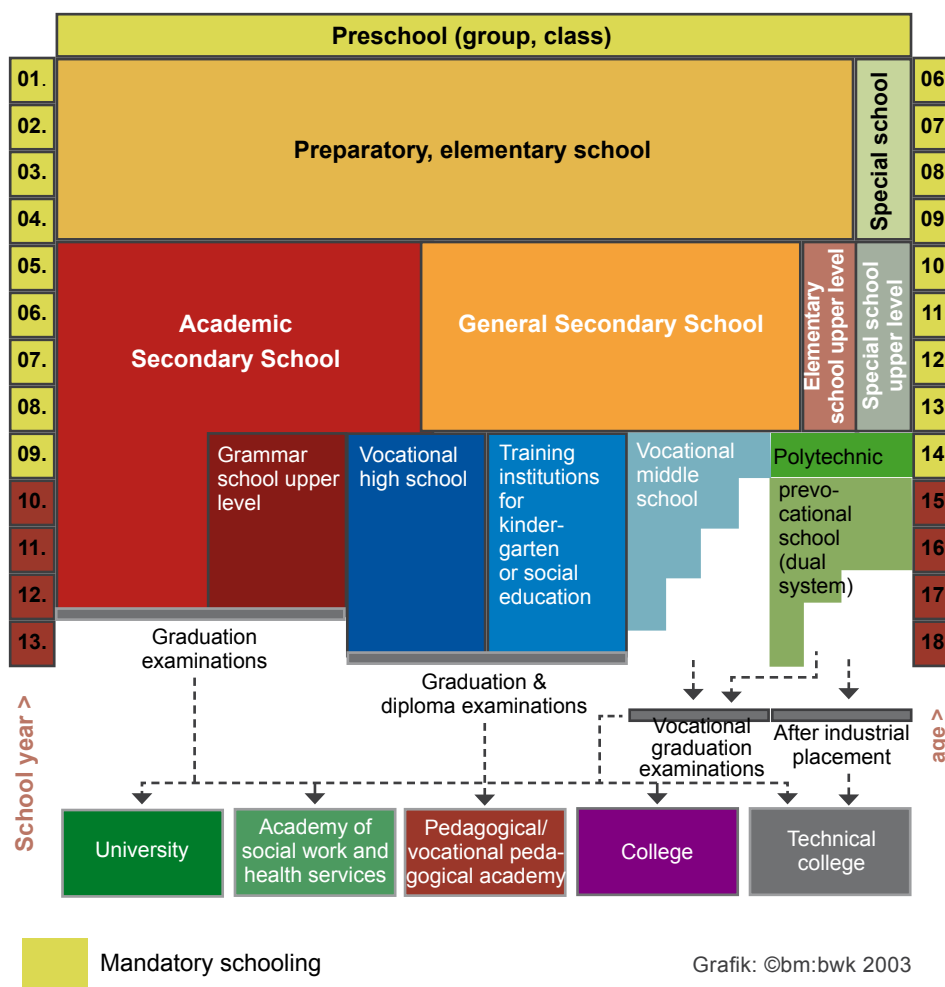 Preschool (group, class)
01.
02.
03.
04.
05.
06.
07.
08.
09.
10.
11.
12.
13.
School year >
06
07
08
09
10
11
12
13
14
15
16
17
18
age >
Preparatory, elementary school
Special school
Academic
Secondary School
General Secondary School
Elementary
school upper level
Special school
upper level
Grammar
school upper
level
Vocational
high school
Training
institutions
for
kinder-
garten
or social
education
Vocational
middle
school
Polytechnic
prevo-
cational
school
(dual
system)
Graduation
examinations
Graduation &
diploma examinations
Vocational
graduation
examinations
After industrial
placement
University
Academy of
social work and
health services
Pedagogical/
vocational peda-
gogical academy
College
Technical
college
Mandatory schooling
Grafik: ©bm:bwk 2003